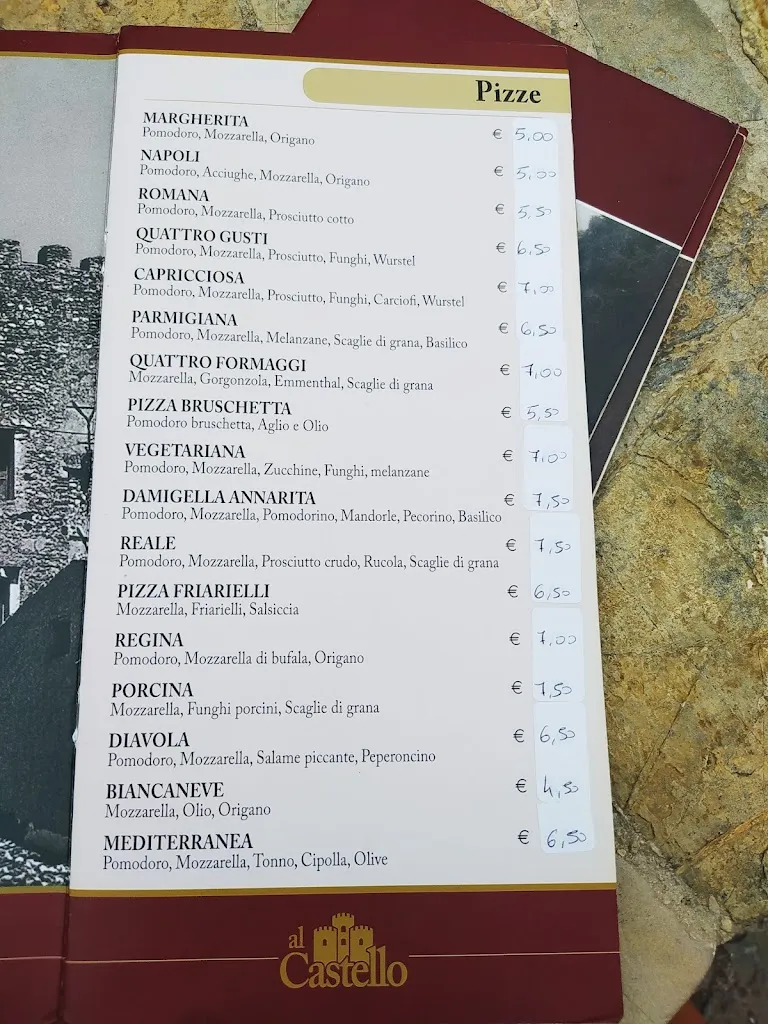 Pizze
MARGHERITA € 5,00
Pomodoro, Mozzarella, Origano
NAPOLI € 5,00
Pomodoro, Acciughe, Mozzarella, Origano
ROMANA € 5,50
Pomodoro, Mozzarella, Prosciutto cotto
QUATTRO GUSTI € 6,50
Pomodoro, Mozzarella, Prosciutto, Funghi, Wurstel
CAPRICCIOSA € 7,00
Pomodoro, Mozzarella, Prosciutto, Funghi, Carciofi, Wurstel
PARMIGIANA € 6,50
Pomodoro, Mozzarella, Melanzane, Scaglie di grana, Basilico
QUATTRO FORMAGGI € 7,00
Mozzarella, Gorgonzola, Emmenthal, Scaglie di grana
PIZZA BRUSCHETTA € 5,50
Pomodoro bruschetta, Aglio e Olio
VEGETARIANA € 7,00
Pomodoro, Mozzarella, Zucchine, Funghi, melanzane
DAMIGELLA ANNARITA € 7,50
Pomodoro, Mozzarella, Pomodorino, Mandorle, Pecorino, Basilico
REALE € 7,50
Pomodoro, Mozzarella, Prosciutto crudo, Rucola, Scaglie di grana
PIZZA FRIARIELLI € 6,50
Mozzarella, Friarielli, Salsiccia
REGINA € 7,00
Pomodoro, Mozzarella di bufala, Origano
PORCINA € 7,50
Mozzarella, Funghi porcini, Scaglie di grana
DIAVOLA € 6,50
Pomodoro, Mozzarella, Salame piccante, Peperoncino
BIANCANEVE € 4,50
Mozzarella, Olio, Origano
MEDITERRANEA € 6,50
Pomodoro, Mozzarella, Tonno, Cipolla, Olive
al
Castello